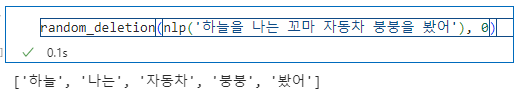 random_deletion(nlp('하늘을 나는 꼬마 자동차 붕붕을 봤어'), 0)
✓ 0.1s
['하늘', '나는', '자동차', '붕붕', '봤어']